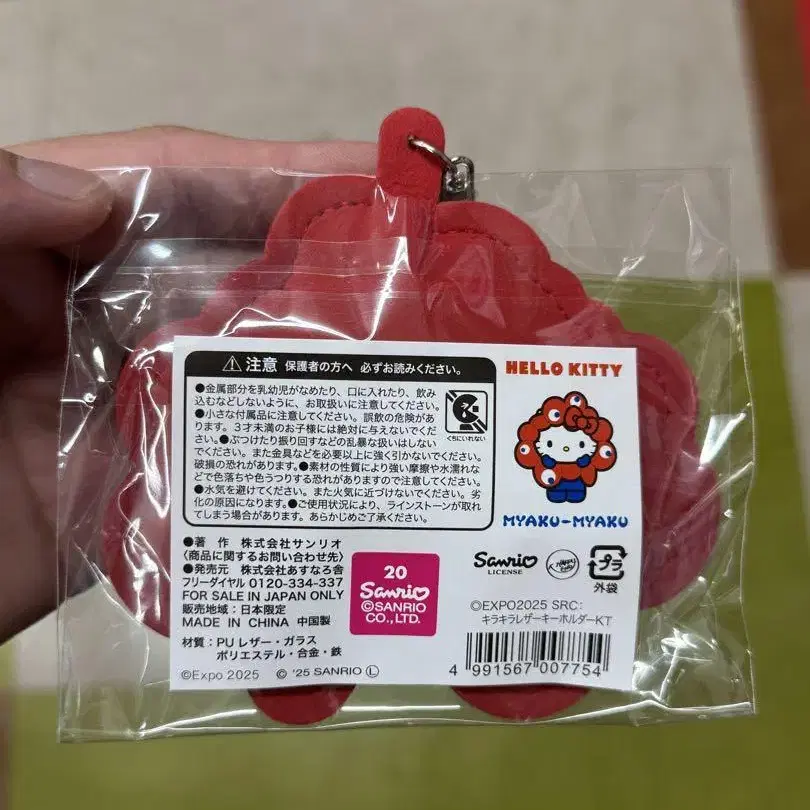 ⚠注意 保護者の方へ 必ずお読みください。
●金属部分を乳幼児がなめたり、口に入れたり、飲み
込むなどしないように、お取扱いに注意してください。
●小さな付属品に注意してください。誤飲の危険があ
ります。3才未満のお子様には絶対に与えないでくだ
さい。●ぶつけたり振り回すなどの乱暴な扱いはしない
でください。また金具などを必要以上に強く引かないでください。
破損の恐れがあります。●素材の性質により強い摩擦や水濡れな
どで色落ちや色うつりする恐れがありますので注意してください。
●水気を避けてください。また火気に近づけないでください。劣
化の原因になります。●ご使用状況により、ラインストーンが取れ
てしまう場合があります。あらかじめご了承ください。
くちにいれない
HELLO KITTY
MYAKU-MYAKU
●著 作 株式会社サンリオ
〈商品に関するお問い合わせ先〉
●発売元 株式会社あすなろ舎
フリーダイヤル 0120-334-337
FOR SALE IN JAPAN ONLY
販売地域:日本限定
MADE IN CHINA 中国製
材質:PUレザー・ガラス
ポリエステル・合金・鉄
©Expo 2025 © '25 SANRIO Ⓛ
20
Sanrio
©SANRIO
CO., LTD.
Sanrio
LICENSE
プラ
外袋
©EXPO2025 SRC:
キラキラレザーキーホルダーKT
4 991567 007754